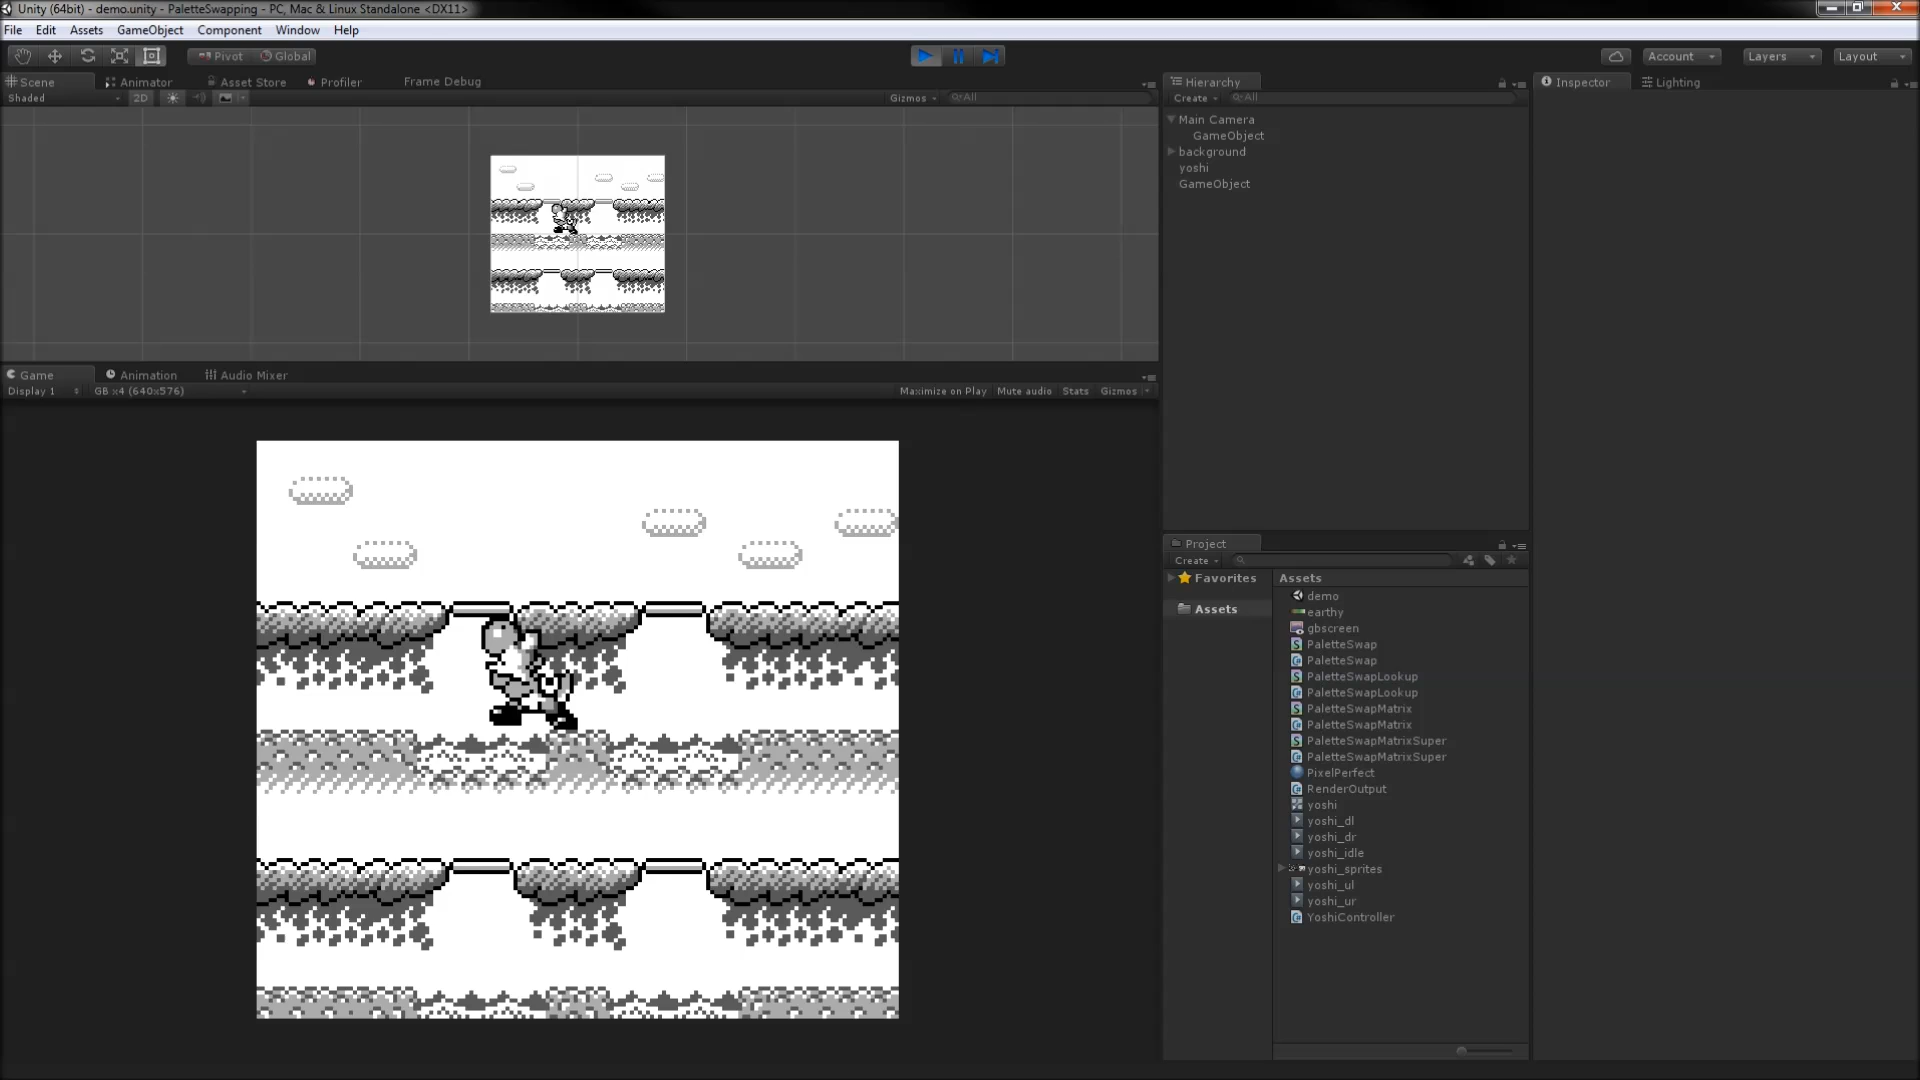 Unity (64bit) - demo.unity - PaletteSwapping - PC, Mac & Linux Standalone <DX11>
File Edit Assets GameObject Component Window Help
Pivot Global
Account Layers Layout
Scene Animator Asset Store Profiler Frame Debug
Shaded 2D Gizmos All
Game Animation Audio Mixer
Display 1 GB x4 (640x576) Maximize on Play Mute audio Stats Gizmos
Hierarchy
Create All
Main Camera
GameObject
background
yoshi
GameObject
Project
Create
Favorites
Assets
Assets
demo
earthy
gbscreen
PaletteSwap
PaletteSwap
PaletteSwapLookup
PaletteSwapLookup
PaletteSwapMatrix
PaletteSwapMatrix
PaletteSwapMatrixSuper
PaletteSwapMatrixSuper
PixelPerfect
RenderOutput
yoshi
yoshi_dl
yoshi_dr
yoshi_idle
yoshi_sprites
yoshi_ul
yoshi_ur
YoshiController
Inspector Lighting